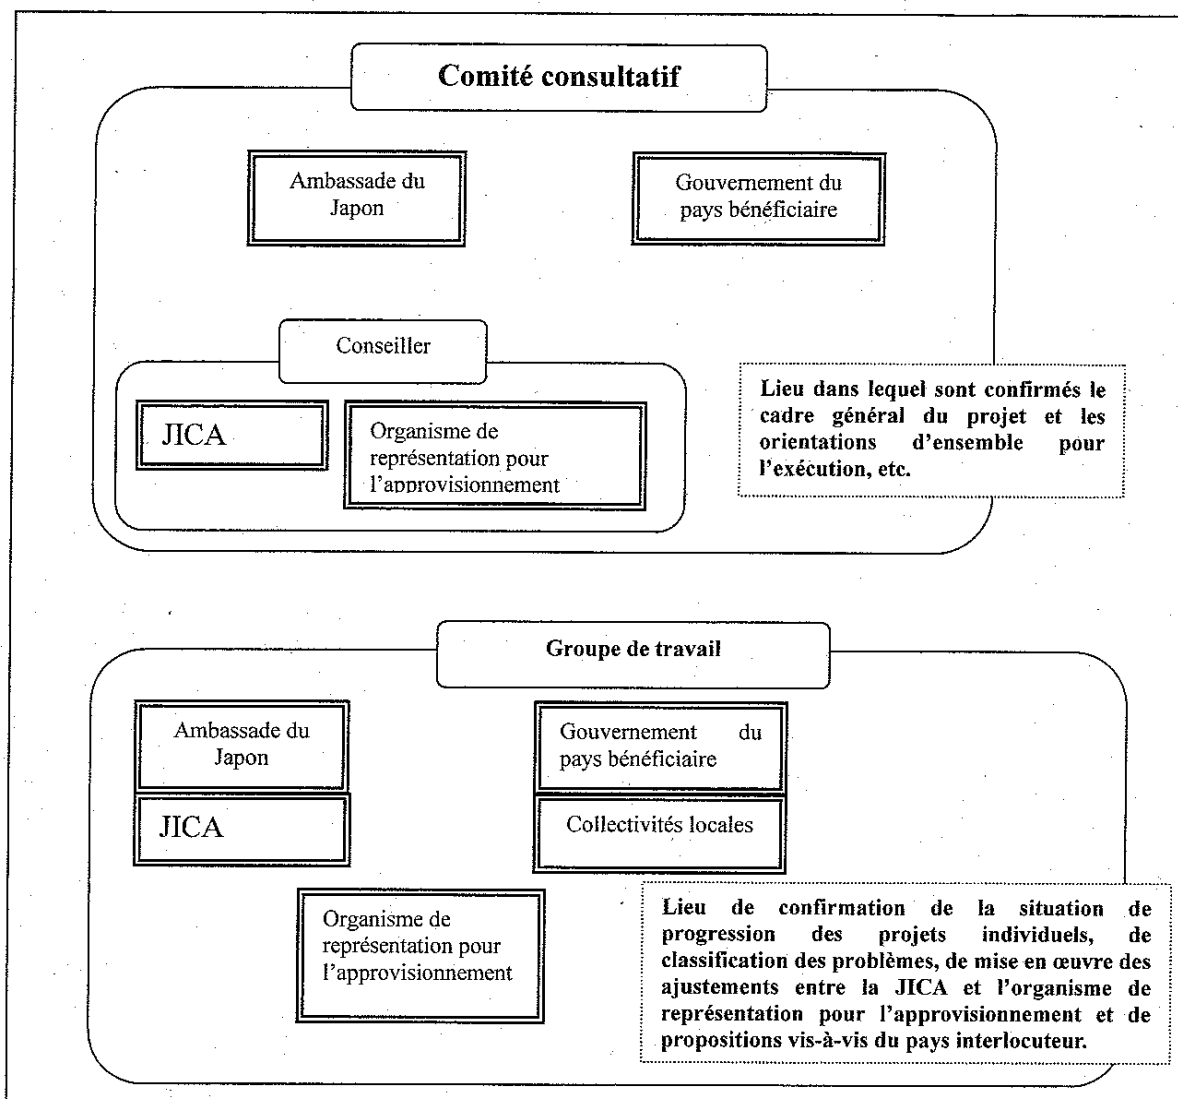 Comité consultatif
Ambassade du
Japon
Gouvernement du
pays bénéficiaire
Conseiller
JICA
Organisme de
représentation pour
l'approvisionnement
Lieu dans lequel sont confirmés le
cadre général du projet et les
orientations d'ensemble pour
l'exécution, etc.
Groupe de travail
Ambassade du
Japon
JICA
Gouvernement du
pays bénéficiaire
Collectivités locales
Organisme de
représentation pour
l'approvisionnement
Lieu de confirmation de la situation de
progression des projets individuels, de
classification des problèmes, de mise en œuvre des
ajustements entre la JICA et l'organisme de
représentation pour l'approvisionnement et de
propositions vis-à-vis du pays interlocuteur.